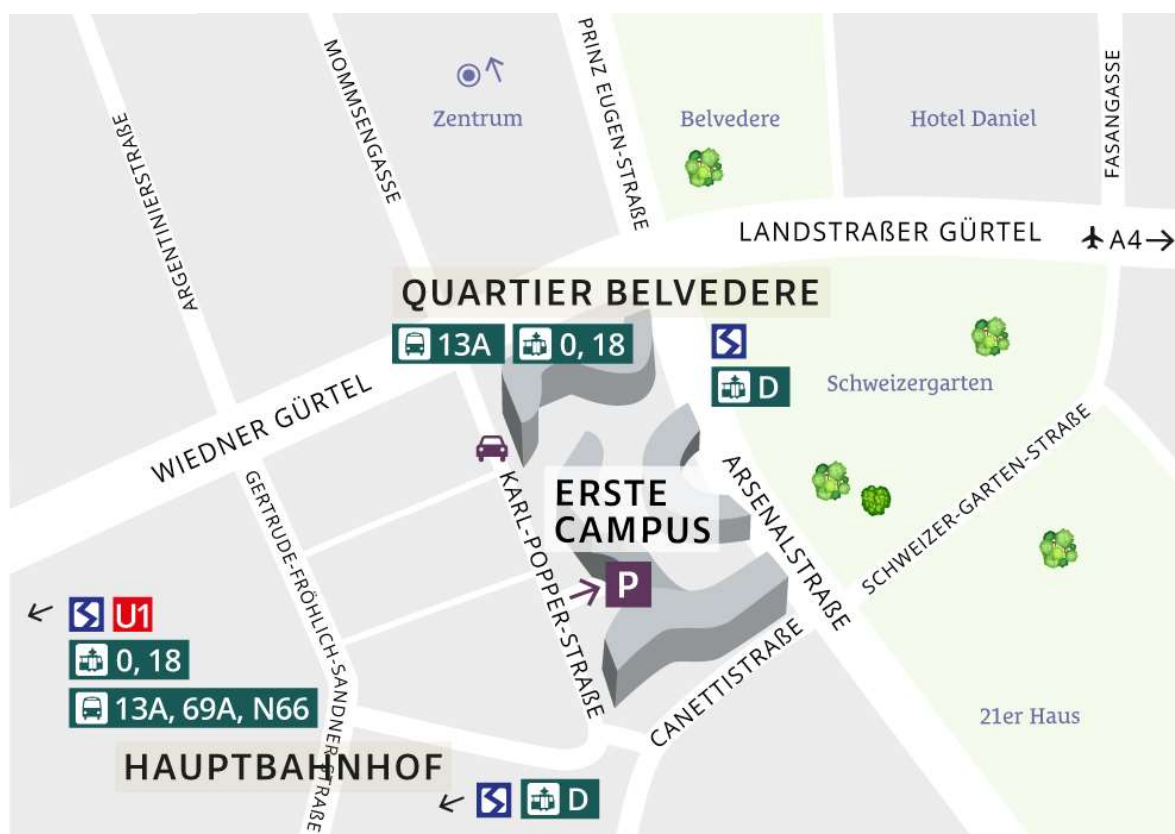 PRINZ EUGEN-STRAßE
MOMMSENGASSE
FASANGASSE
Zentrum
Belvedere
Hotel Daniel
ARGENTINIERSTRAßE
LANDSTRAßER GÜRTEL
A4
QUARTIER BELVEDERE
13A
0, 18
D
Schweizergarten
WIEDNER GÜRTEL
ERSTE
CAMPUS
KARL-POPPER-STRAßE
ARSENALSTRAßE
SCHWEIZER-GARTEN-STRAßE
GERTRUDE-FRÖHLICH-SANDNER STRAßE
P
U1
0, 18
13A, 69A, N66
CANETTISTRAßE
21er Haus
HAUPTBAHNHOF
D